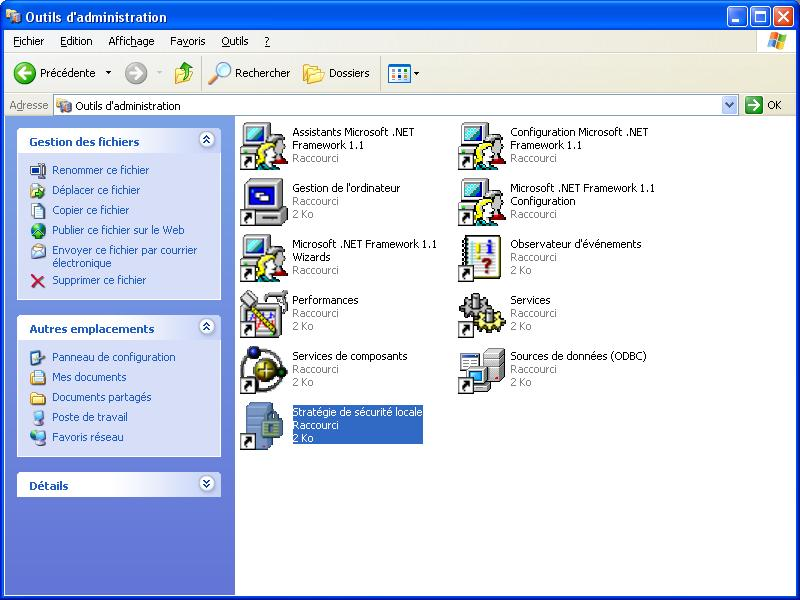 Outils d'administration
Fichier Edition Affichage Favoris Outils ?
Précédente Rechercher Dossiers
Adresse Outils d'administration OK
Gestion des fichiers
Renommer ce fichier
Déplacer ce fichier
Copier ce fichier
Publier ce fichier sur le Web
Envoyer ce fichier par courrier
électronique
Supprimer ce fichier
Autres emplacements
Panneau de configuration
Mes documents
Documents partagés
Poste de travail
Favoris réseau
Détails
Assistants Microsoft .NET
Framework 1.1
Raccourci
Configuration Microsoft .NET
Framework 1.1
Raccourci
Gestion de l'ordinateur
Raccourci
2 Ko
Microsoft .NET Framework 1.1
Configuration
Raccourci
Microsoft .NET Framework 1.1
Wizards
Raccourci
Observateur d'événements
Raccourci
2 Ko
Performances
Raccourci
2 Ko
Services
Raccourci
2 Ko
Services de composants
Raccourci
2 Ko
Sources de données (ODBC)
Raccourci
2 Ko
Stratégie de sécurité locale
Raccourci
2 Ko